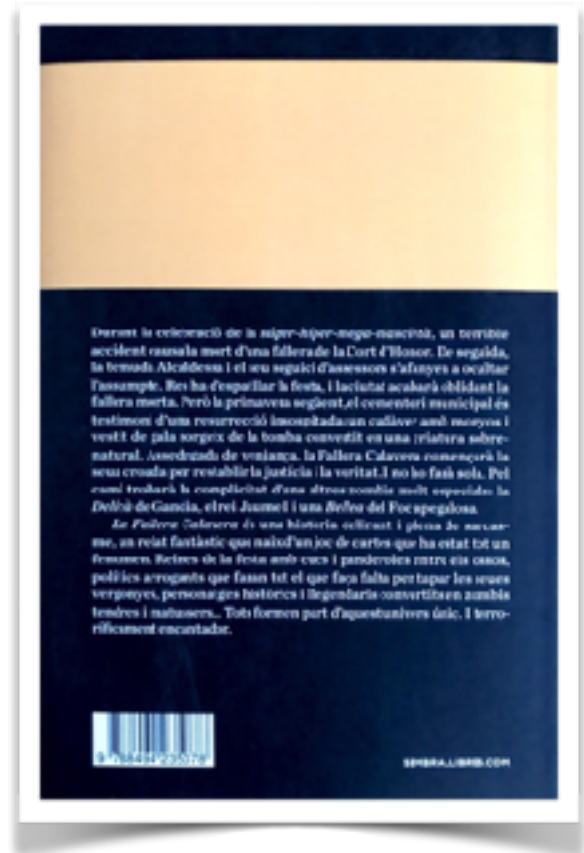 Durant la celebració de la súper-híper-mega-mascletà, un terrible
accident causa la mort d'una fallera de la Cort d'Honor. De seguida,
la temuda Alcaldessa i el seu seguici d'assessors s'afanyen a ocultar
l'assumpte. Res ha d'espatllar la festa, i la ciutat acabarà oblidant la
fallera morta. Però la primavera següent, el cementeri municipal és
testimoni d'una resurrecció insospitada: un cadàver amb monyos i
vestit de gala sorgeix de la tomba convertit en una criatura sobre-
natural. Assedegada de venjança, la Fallera Calavera començarà la
seua croada per restablir la justícia i la veritat. I no ho farà sola. Pel
camí trobarà la complicitat d'uns altres zombis molt especials: la
Delicà de Gandia, el rei Jaume I i una Bellea del Foc apegalosa.
La Fallera Calavera és una història delirant i plena de sarcas-
me, un relat fantàstic que naix d'un joc de cartes que ha estat tot un
fenomen. Reines de la festa amb cucs i panderoles entre els ossos,
polítics arrogants que faran tot el que faça falta per tapar les seues
vergonyes, personatges històrics i llegendaris convertits en zombis
tendres i matussers... Tots formen part d'aquest univers únic. I terro-
ríficament encantador.
SEMBRALLIBRES.COM